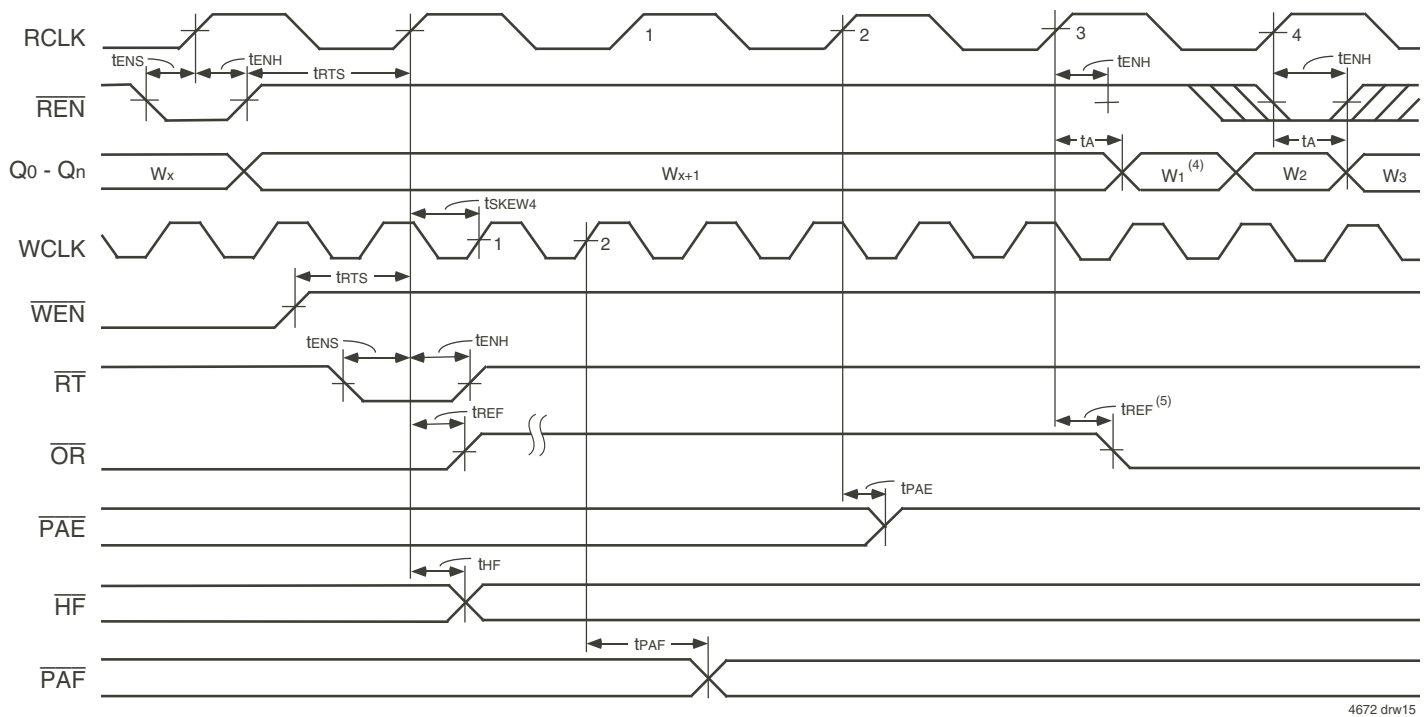 RCLK 1 2 3 4
tENS tENH tRTS tENH tENH
REN
tA tA
Q0 - Qn Wx Wx+1 W1 (4) W2 W3
tSKEW4
WCLK 1 2
tRTS
WEN
tENS tENH
RT
tREF tREF (5)
OR
tPAE
PAE
tHF
HF
tPAF
PAF
4672 drw15